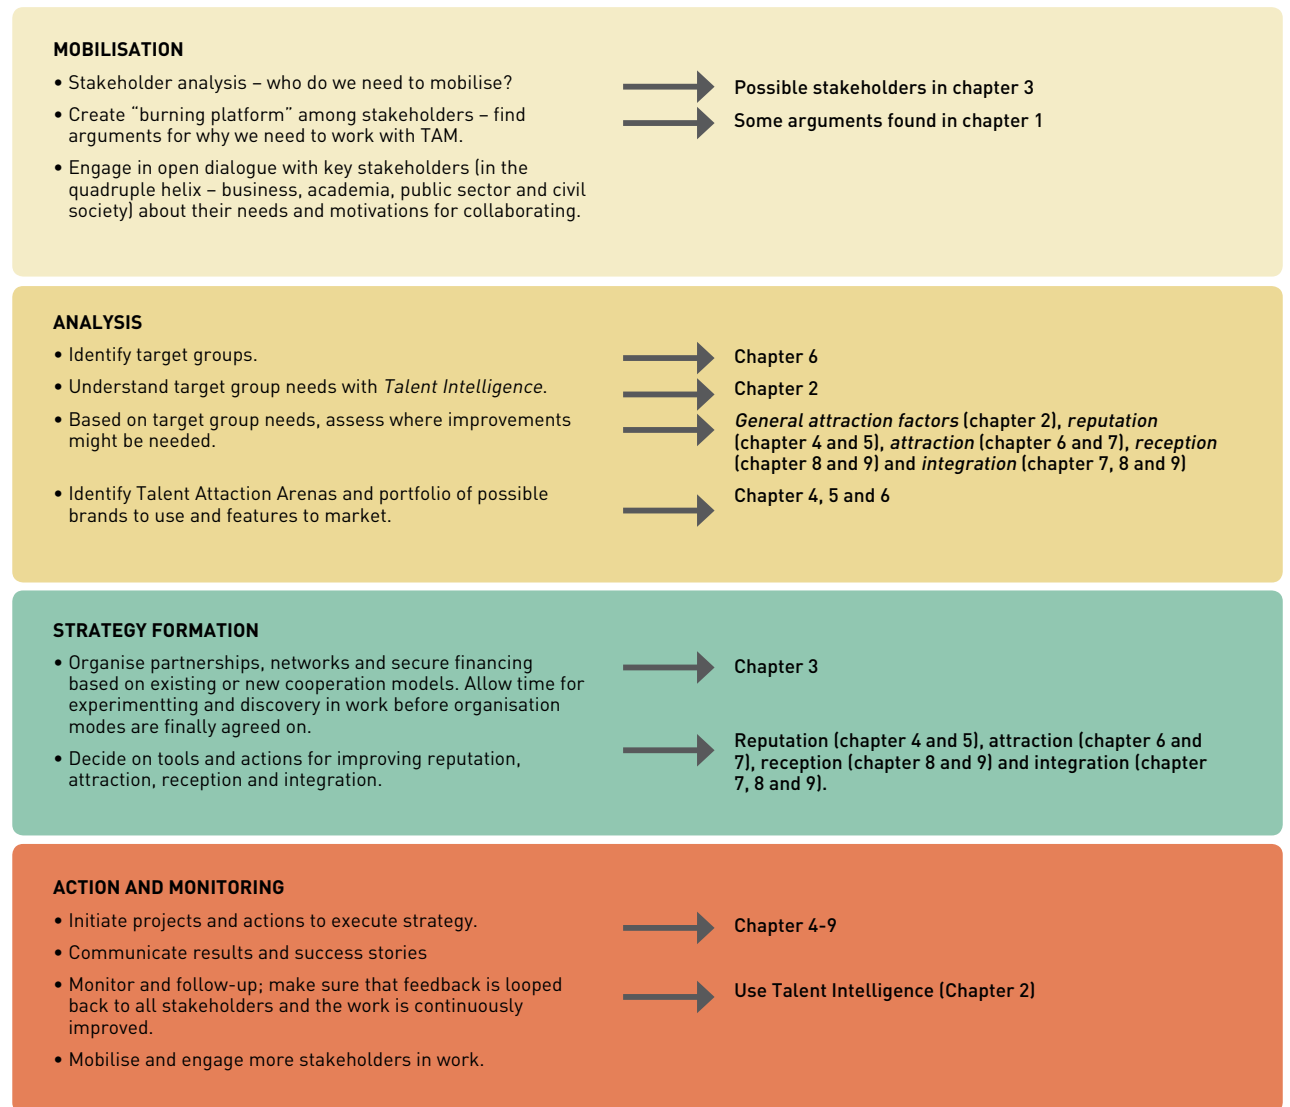 MOBILISATION
• Stakeholder analysis – who do we need to mobilise?
Possible stakeholders in chapter 3
• Create “burning platform” among stakeholders – find
arguments for why we need to work with TAM.
Some arguments found in chapter 1
• Engage in open dialogue with key stakeholders (in the
quadruple helix – business, academia, public sector and civil
society) about their needs and motivations for collaborating.
ANALYSIS
• Identify target groups.
Chapter 6
• Understand target group needs with Talent Intelligence.
Chapter 2
• Based on target group needs, assess where improvements
might be needed.
General attraction factors (chapter 2), reputation
(chapter 4 and 5), attraction (chapter 6 and 7), reception
(chapter 8 and 9) and integration (chapter 7, 8 and 9)
• Identify Talent Attaction Arenas and portfolio of possible
brands to use and features to market.
Chapter 4, 5 and 6
STRATEGY FORMATION
• Organise partnerships, networks and secure financing
based on existing or new cooperation models. Allow time for
experimentting and discovery in work before organisation
modes are finally agreed on.
Chapter 3
• Decide on tools and actions for improving reputation,
attraction, reception and integration.
Reputation (chapter 4 and 5), attraction (chapter 6 and
7), reception (chapter 8 and 9) and integration (chapter
7, 8 and 9).
ACTION AND MONITORING
• Initiate projects and actions to execute strategy.
Chapter 4-9
• Communicate results and success stories
• Monitor and follow-up; make sure that feedback is looped
back to all stakeholders and the work is continuously
improved.
Use Talent Intelligence (Chapter 2)
• Mobilise and engage more stakeholders in work.